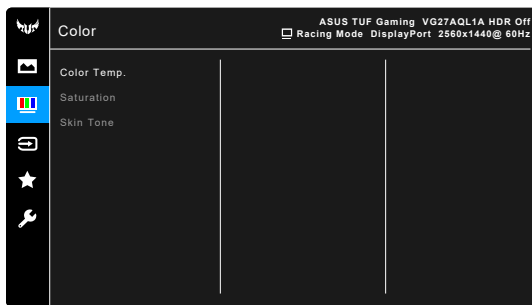 Color
ASUS TUF Gaming VG27AQL1A HDR Off
Racing Mode DisplayPort 2560x1440@ 60Hz
Color Temp.
Saturation
Skin Tone